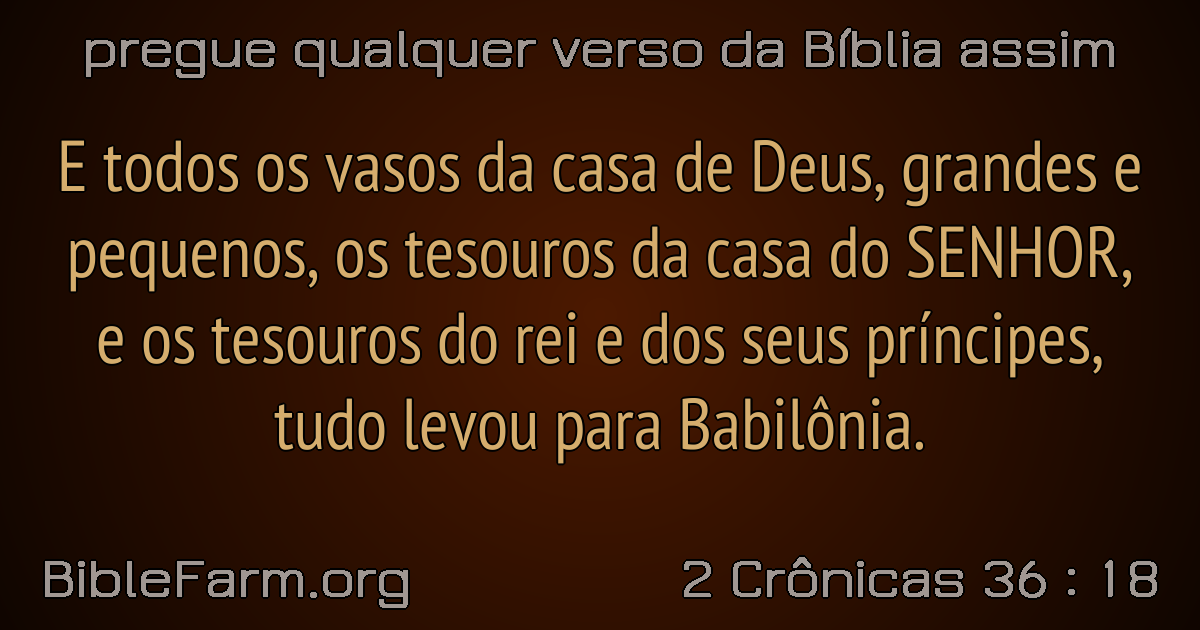 pregue qualquer verso da Bíblia assim
E todos os vasos da casa de Deus, grandes e
pequenos, os tesouros da casa do SENHOR,
e os tesouros do rei e dos seus príncipes,
tudo levou para Babilônia.
BibleFarm.org
2 Crônicas 36 : 18